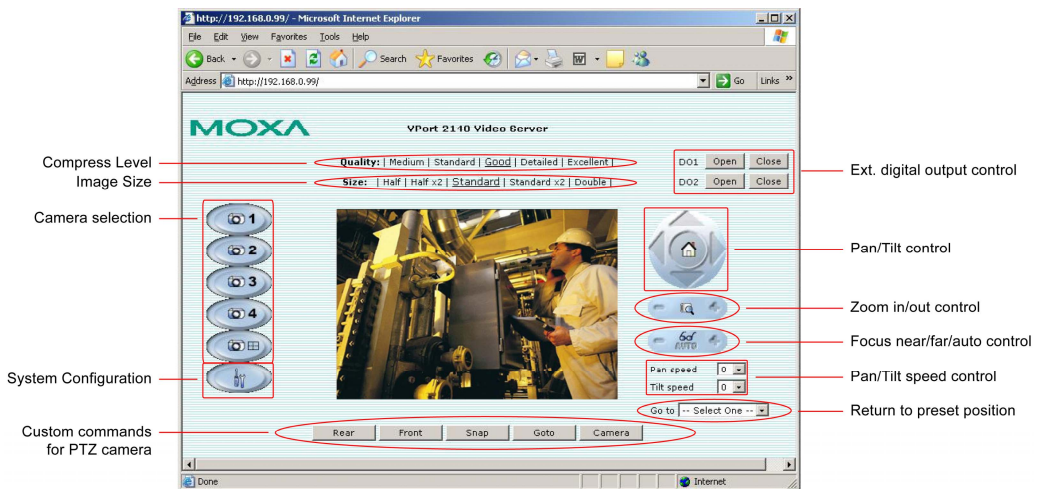 http://192.168.0.99/ - Microsoft Internet Explorer
File Edit View Favorites Tools Help
Back Search Favorites
Address http://192.168.0.99/ Go Links »
MOXA
VPort 2140 Video Server
Compress Level
Quality: | Medium | Standard | Good | Detailed | Excellent |
Image Size
Size: | Half | Half x2 | Standard | Standard x2 | Double |
DO1 Open Close
DO2 Open Close
Ext. digital output control
Camera selection
1
2
3
4
System Configuration
Pan/Tilt control
Zoom in/out control
AUTO
Focus near/far/auto control
Pan speed 0
Tilt speed 0
Pan/Tilt speed control
Go to -- Select One --
Return to preset position
Custom commands
for PTZ camera
Rear Front Snap Goto Camera
Done Internet